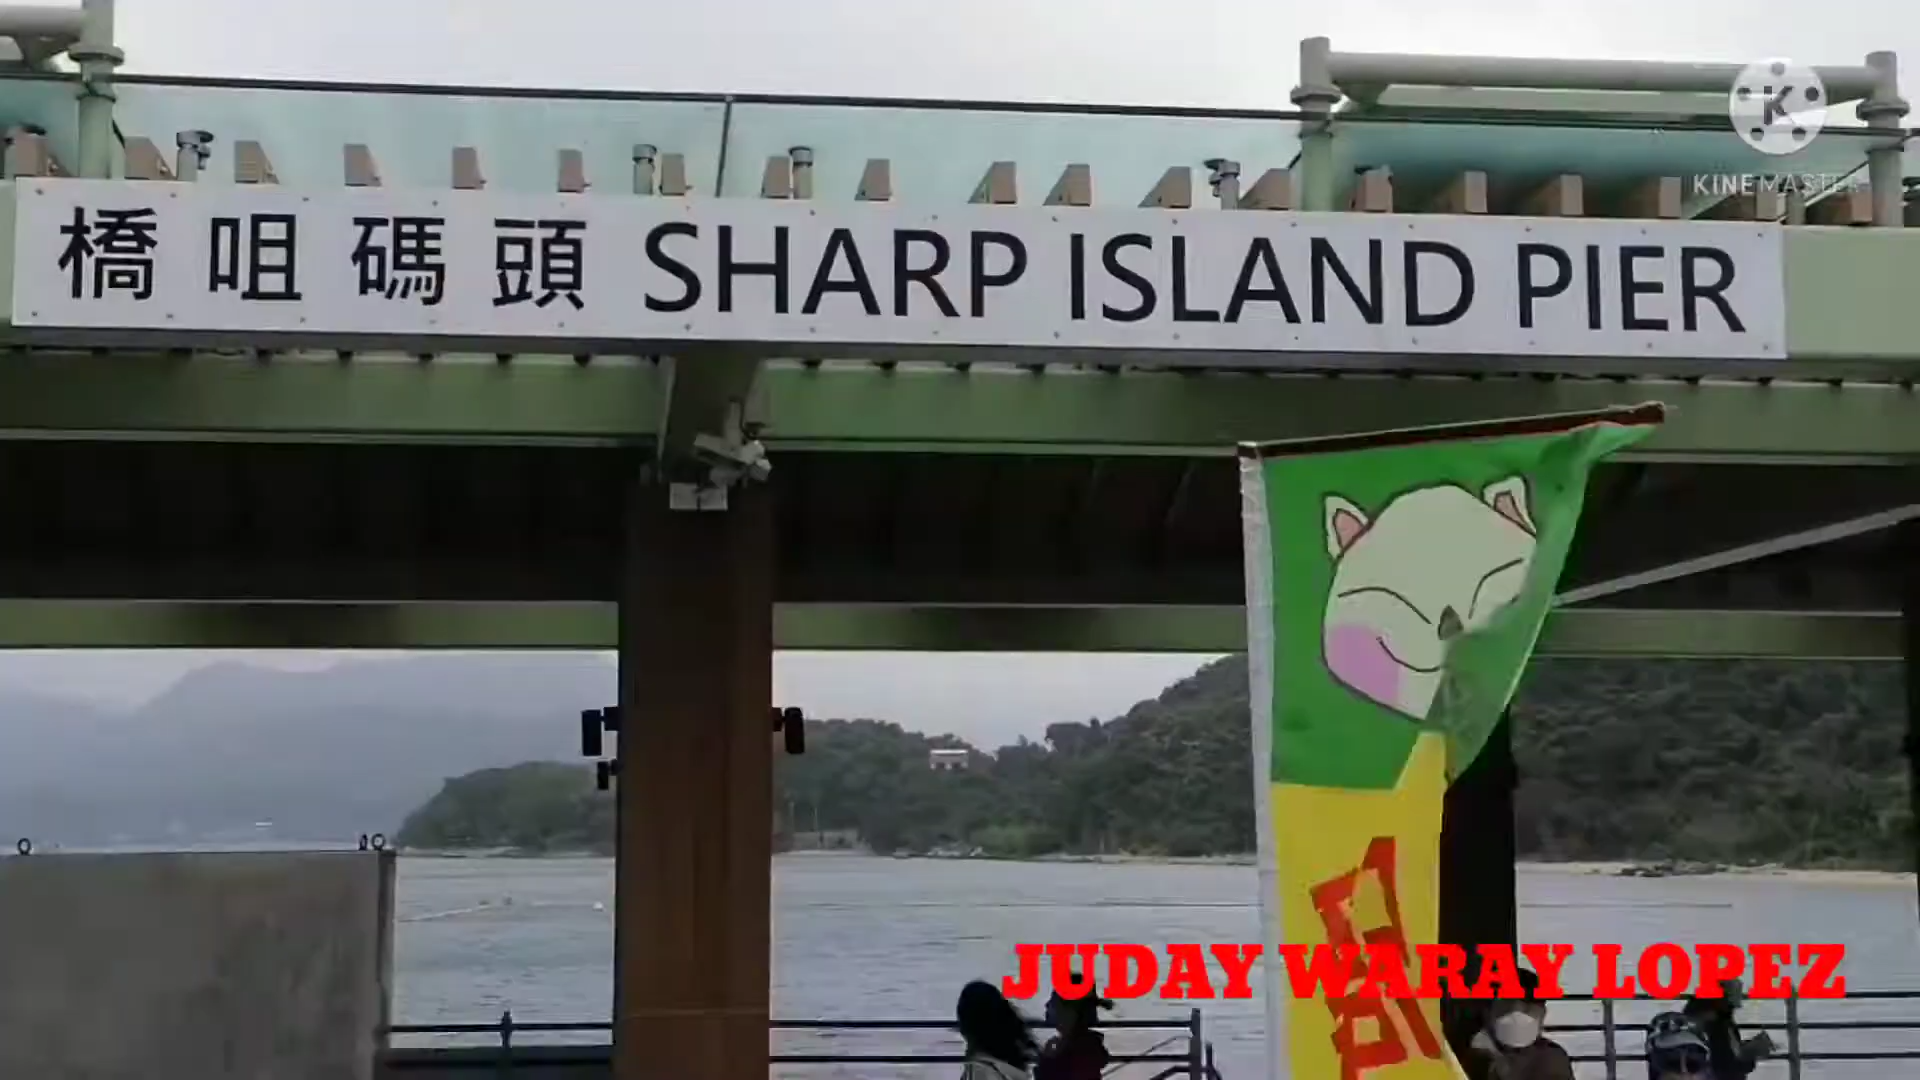 橋咀碼頭 SHARP ISLAND PIER
K
KINEMASTER
JUDAY WARAY LOPEZ